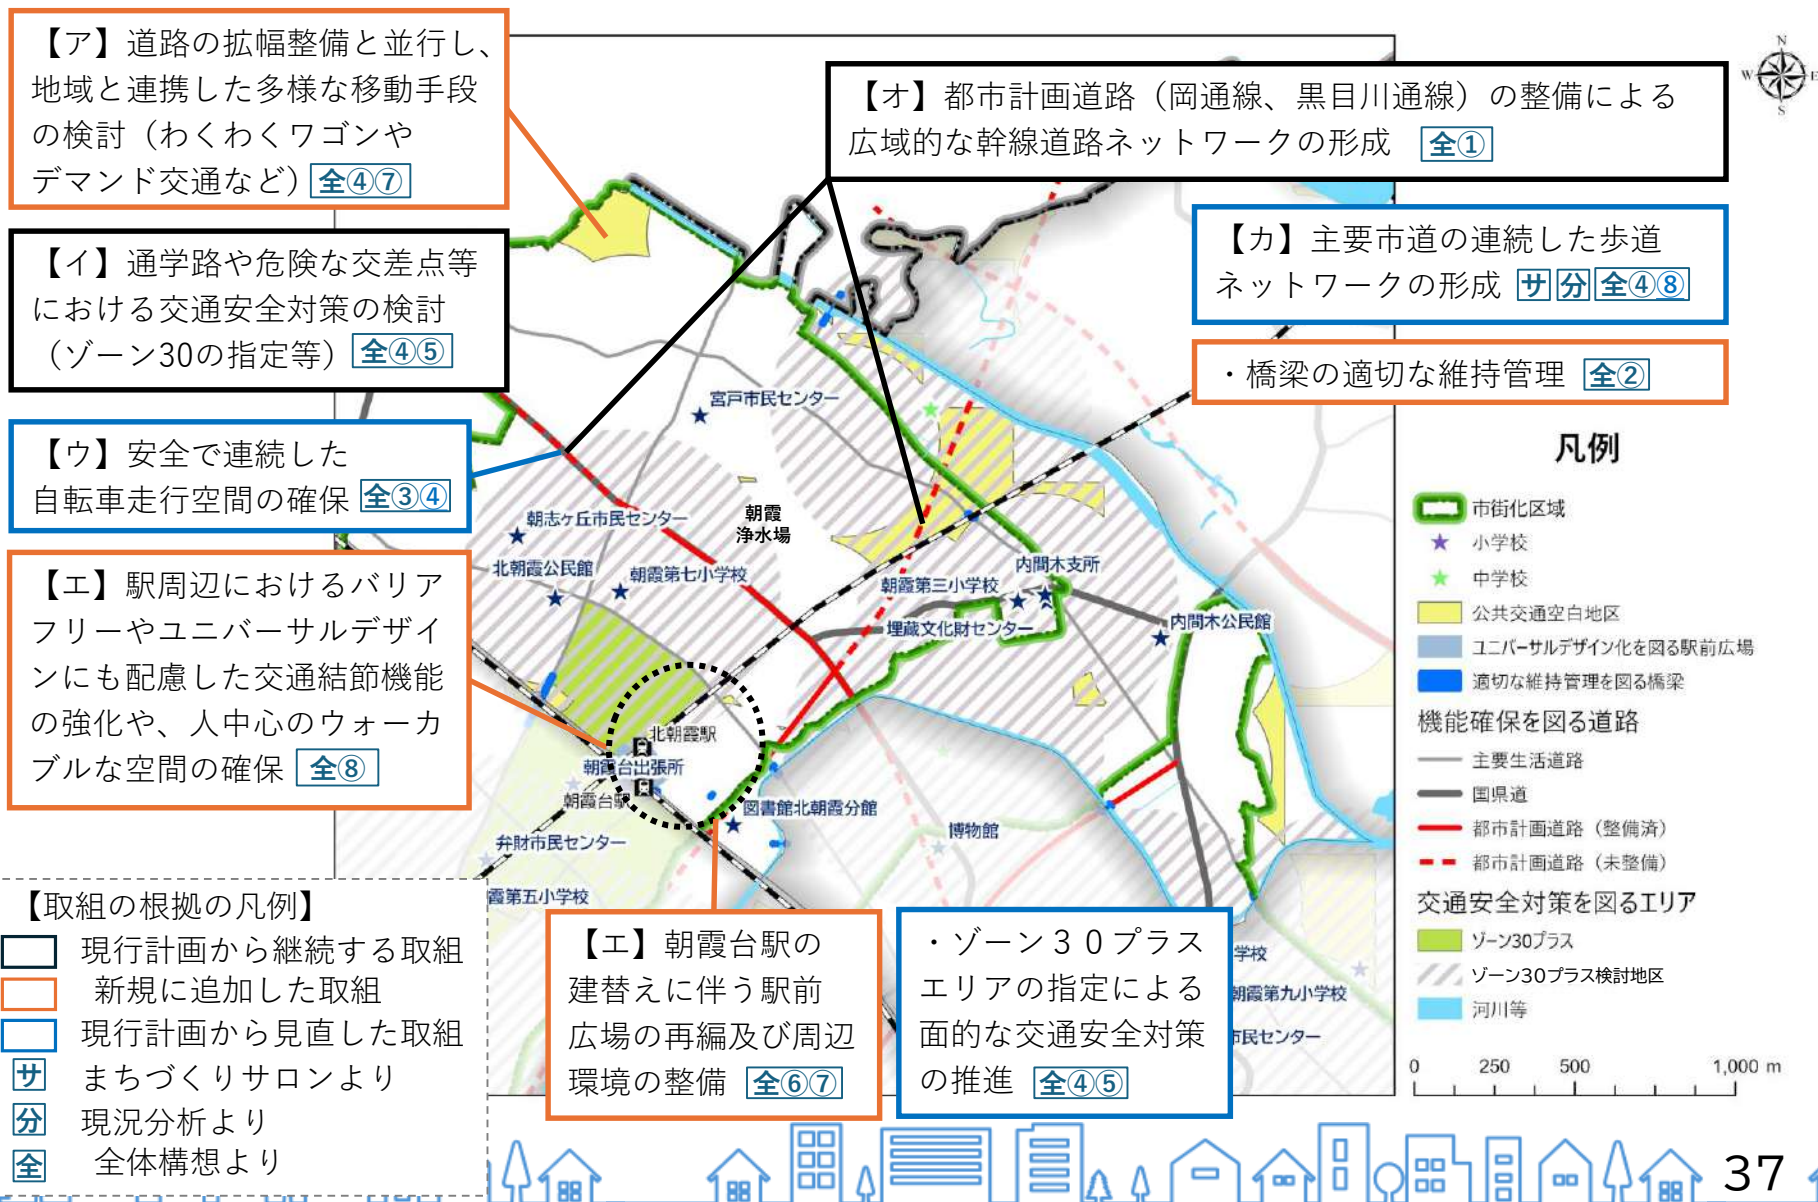 【ア】道路の拡幅整備と並行し、
地域と連携した多様な移動手段
の検討（わくわくワゴンや
デマンド交通など）全④⑦
【イ】通学路や危険な交差点等
における交通安全対策の検討
（ゾーン30の指定等）全④⑤
【ウ】安全で連続した
自転車走行空間の確保 全③④
【エ】駅周辺におけるバリア
フリーやユニバーサルデザイ
ンにも配慮した交通結節機能
の強化や、人中心のウォーカ
ブルな空間の確保 全⑧
【オ】都市計画道路（岡通線、黒目川通線）の整備による
広域的な幹線道路ネットワークの形成 全①
【カ】主要市道の連続した歩道
ネットワークの形成 サ 分 全④⑧
・橋梁の適切な維持管理 全②
N
W E
S
宮戸市民センター
朝志ヶ丘市民センター
朝霞
浄水場
北朝霞公民館
朝霞第七小学校
内間木支所
朝霞第三小学校
埋蔵文化財センター
内間木公民館
北朝霞駅
朝霞台出張所
朝霞台駅
図書館北朝霞分館
博物館
弁財市民センター
霞第五小学校
学校
朝霞第九小学校
市民センター
【エ】朝霞台駅の
建替えに伴う駅前
広場の再編及び周辺
環境の整備 全⑥⑦
・ゾーン３０プラス
エリアの指定による
面的な交通安全対策
の推進 全④⑤
凡例
市街化区域
小学校
中学校
公共交通空白地区
ユニバーサルデザイン化を図る駅前広場
適切な維持管理を図る橋梁
機能確保を図る道路
主要生活道路
国県道
都市計画道路（整備済）
都市計画道路（未整備）
交通安全対策を図るエリア
ゾーン30プラス
ゾーン30プラス検討地区
河川等
0 250 500 1,000 m
【取組の根拠の凡例】
現行計画から継続する取組
新規に追加した取組
現行計画から見直した取組
サ まちづくりサロンより
分 現況分析より
全 全体構想より
37